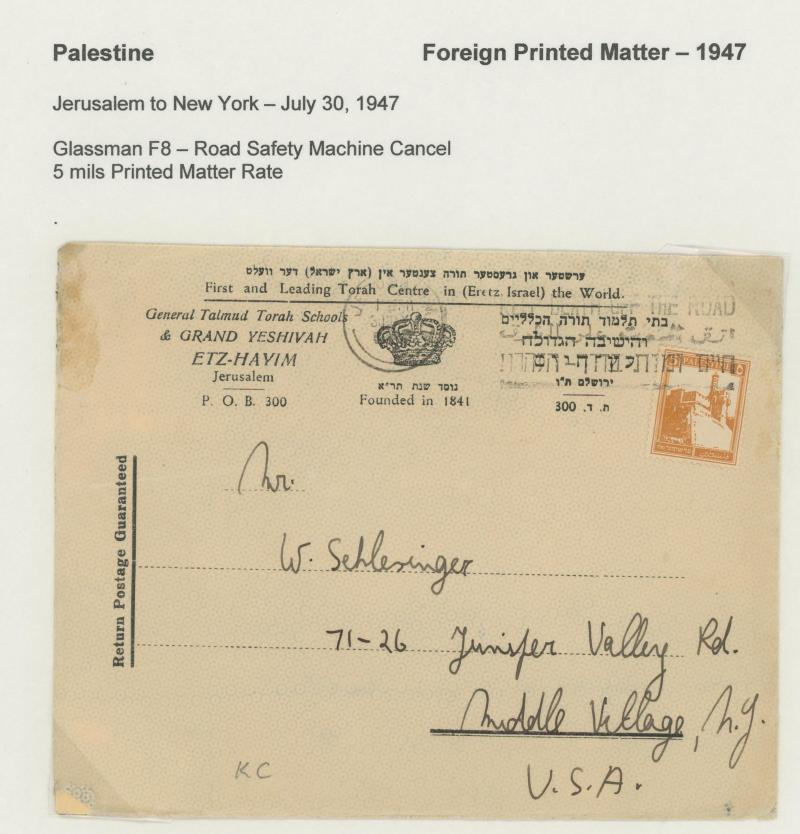 Palestine
Foreign Printed Matter – 1947
Jerusalem to New York – July 30, 1947
Glassman F8 – Road Safety Machine Cancel
5 mils Printed Matter Rate
ערשטער און גרעסטער תורה צענטער אין (ארץ ישראל) דער וועלט
First and Leading Torah Centre in (Eretz Israel) the World.
General Talmud Torah Schools
& GRAND YESHIVAH
ETZ-HAYIM
Jerusalem
P. O. B. 300
נוסד שנת תר״א
Founded in 1841
THE ROAD
בתי תלמוד תורה הכלליים
והישיבה הגדולה
ירושלם ת״ו
ת. ד. 300
PALESTINE
Return Postage Guaranteed
Mr.
W. Schlesinger
71-26 Juniper Valley Rd.
Middle Village, N.Y.
U.S.A.
KC